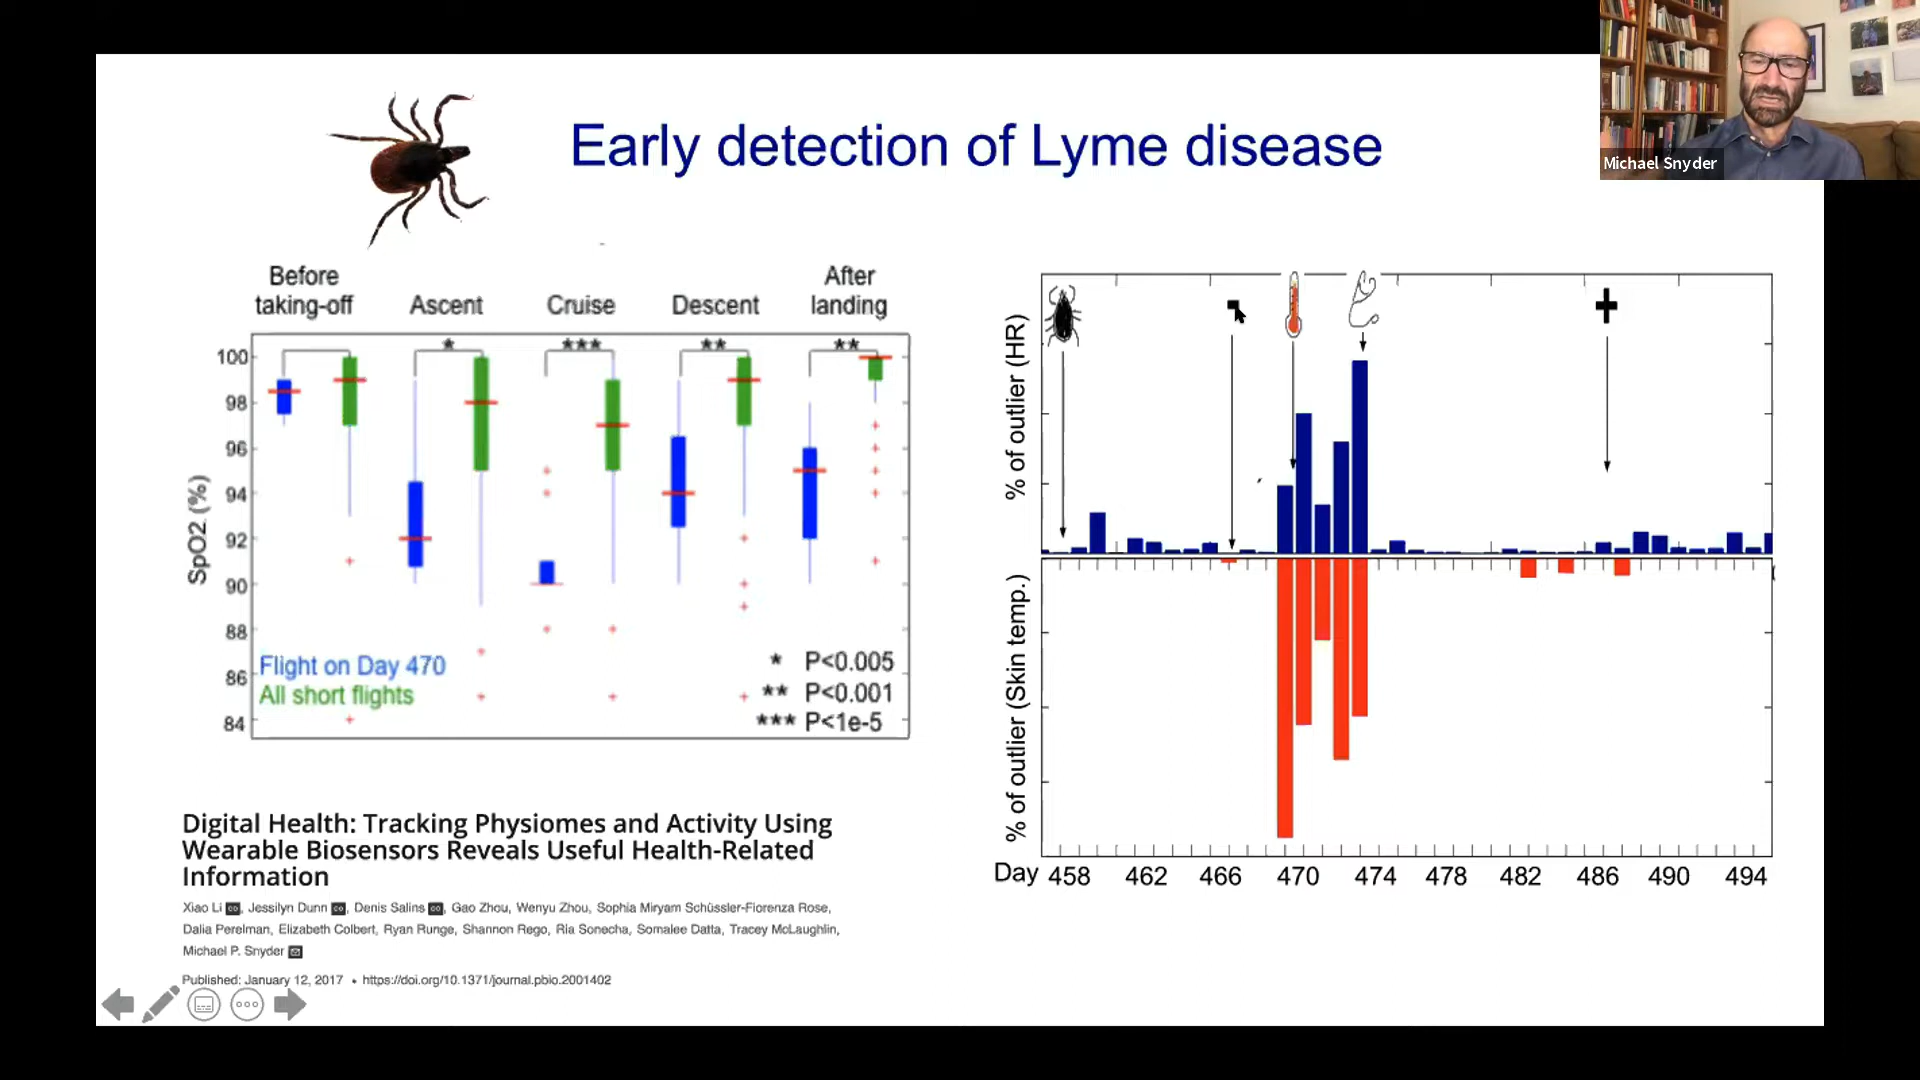 Early detection of Lyme disease
Michael Snyder
Before
taking-off
Ascent
Cruise
Descent
After
landing
* *** ** **
SpO2 (%)
100
98
96
94
92
90
88
86
84
Flight on Day 470
All short flights
* P<0.005
** P<0.001
*** P<1e-5
% of outlier (HR)
% of outlier (Skin temp.)
Day 458 462 466 470 474 478 482 486 490 494
Digital Health: Tracking Physiomes and Activity Using
Wearable Biosensors Reveals Useful Health-Related
Information
Xiao Li, Jessilyn Dunn, Denis Salins, Gao Zhou, Wenyu Zhou, Sophia Miryam Schüssler-Fiorenza Rose,
Dalia Perelman, Elizabeth Colbert, Ryan Runge, Shannon Rego, Ria Sonecha, Somalee Datta, Tracey McLaughlin,
Michael P. Snyder
Published: January 12, 2017 • https://doi.org/10.1371/journal.pbio.2001402